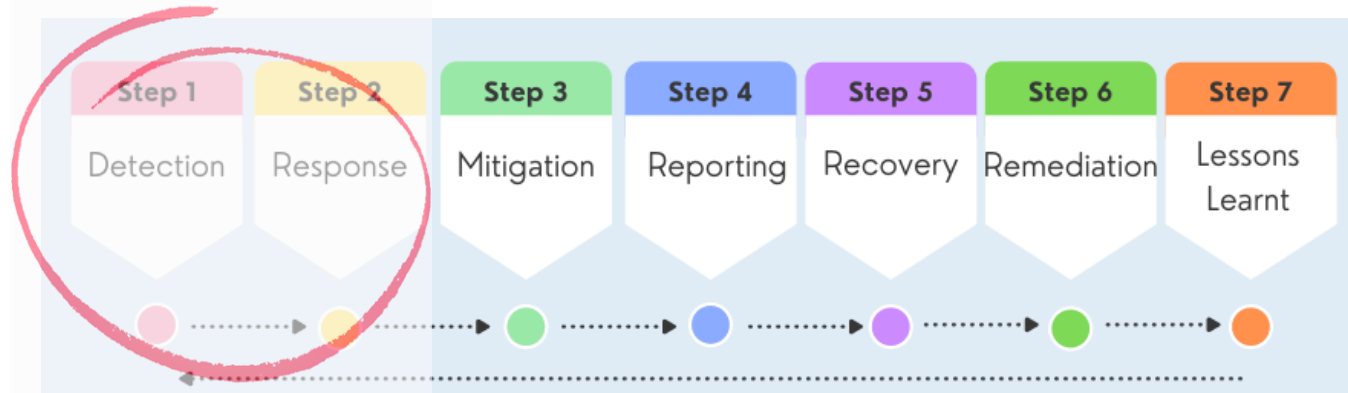 Step 1
Detection
Step 2
Response
Step 3
Mitigation
Step 4
Reporting
Step 5
Recovery
Step 6
Remediation
Step 7
Lessons
Learnt